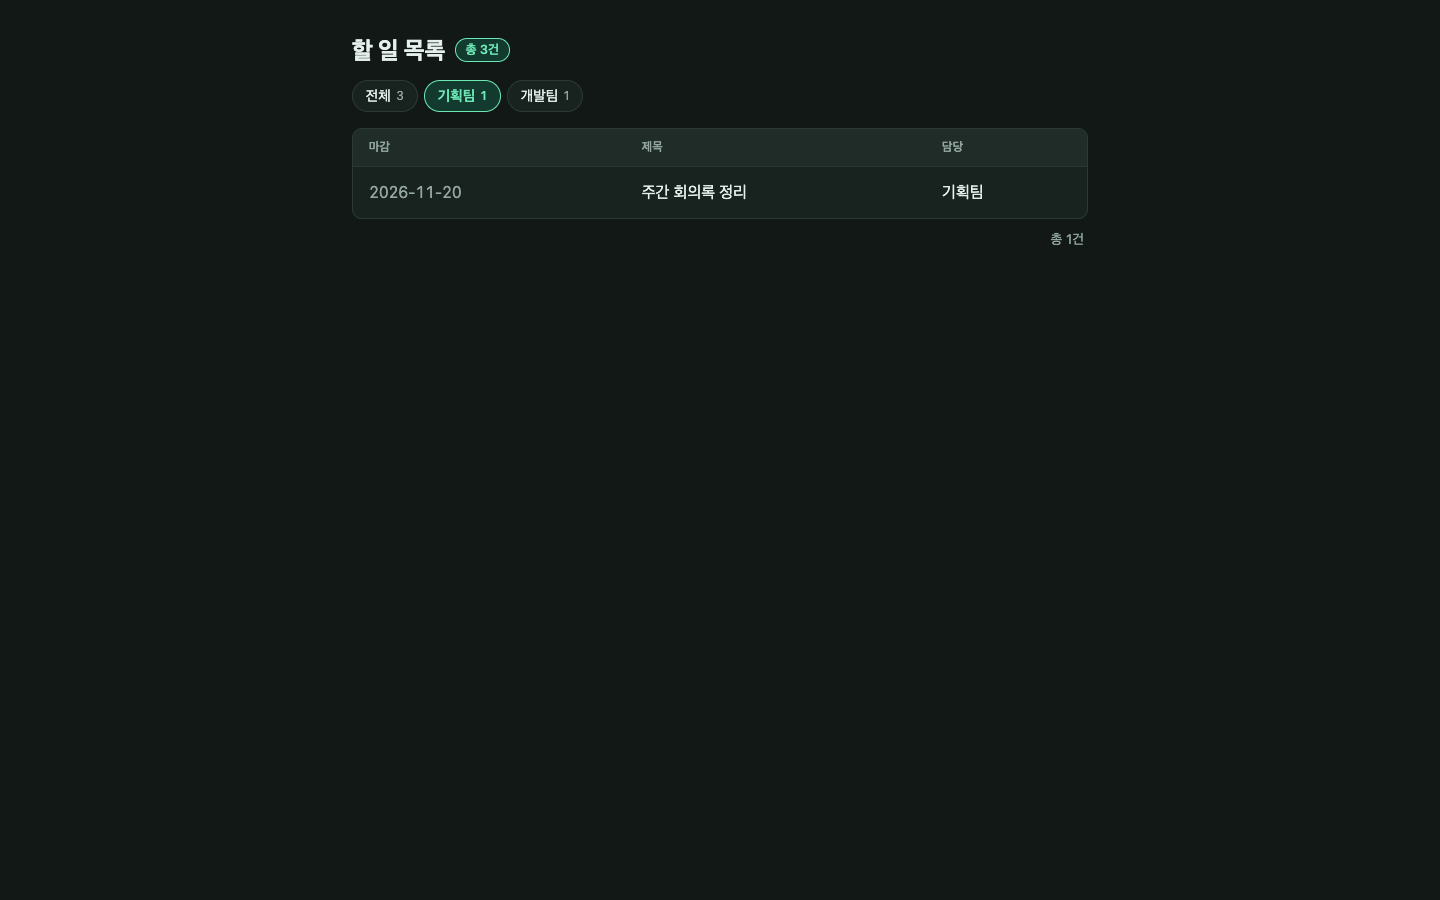 할 일 목록 총 3건
전체 3 기획팀 1 개발팀 1
마감 제목 담당
2026-11-20 주간 회의록 정리 기획팀
총 1건